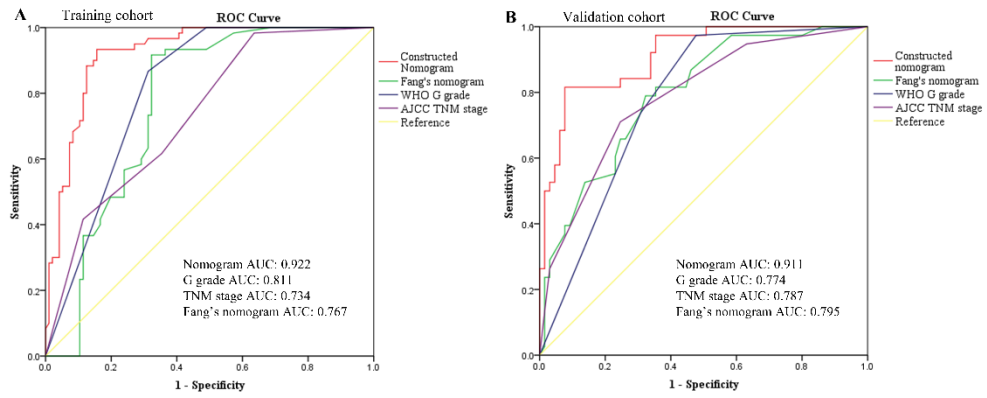 A
Training cohort
ROC Curve
Sensitivity
1.0
0.8
0.6
0.4
0.2
0.0
0.0 0.2 0.4 0.6 0.8 1.0
1 - Specificity
Constructed
Nomogram
Fang's nomogram
WHO G grade
AJCC TNM stage
Reference
Nomogram AUC: 0.922
G grade AUC: 0.811
TNM stage AUC: 0.734
Fang's nomogram AUC: 0.767
B
Validation cohort
ROC Curve
Sensitivity
1.0
0.8
0.6
0.4
0.2
0.0
0.0 0.2 0.4 0.6 0.8 1.0
1 - Specificity
Constructed
nomogram
Fang's nomogram
WHO G grade
AJCC TNM stage
Reference
Nomogram AUC: 0.911
G grade AUC: 0.774
TNM stage AUC: 0.787
Fang's nomogram AUC: 0.795